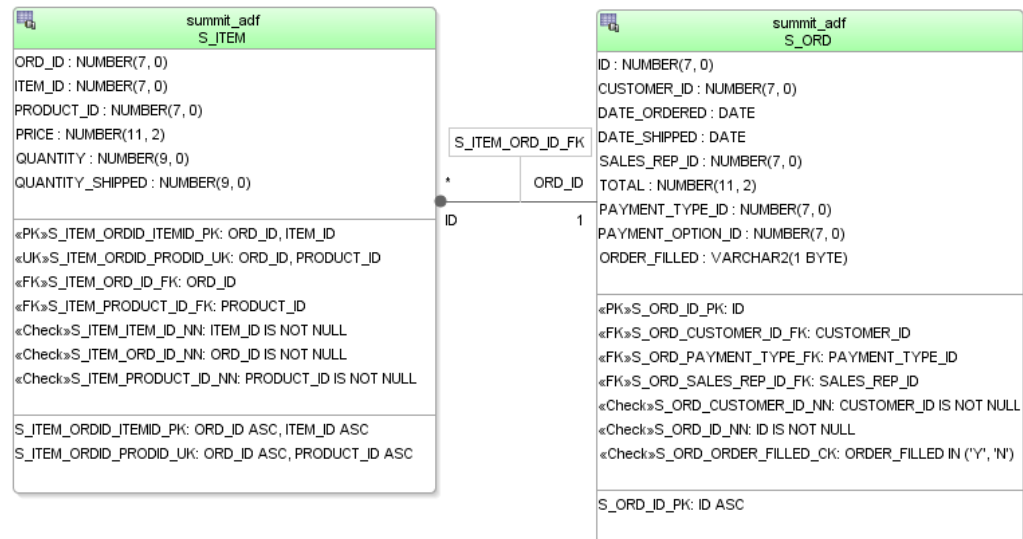 summit_adf
S_ITEM
ORD_ID : NUMBER(7, 0)
ITEM_ID : NUMBER(7, 0)
PRODUCT_ID : NUMBER(7, 0)
PRICE : NUMBER(11, 2)
QUANTITY : NUMBER(9, 0)
QUANTITY_SHIPPED : NUMBER(9, 0)
«PK»S_ITEM_ORDID_ITEMID_PK: ORD_ID, ITEM_ID
«UK»S_ITEM_ORDID_PRODID_UK: ORD_ID, PRODUCT_ID
«FK»S_ITEM_ORD_ID_FK: ORD_ID
«FK»S_ITEM_PRODUCT_ID_FK: PRODUCT_ID
«Check»S_ITEM_ITEM_ID_NN: ITEM_ID IS NOT NULL
«Check»S_ITEM_ORD_ID_NN: ORD_ID IS NOT NULL
«Check»S_ITEM_PRODUCT_ID_NN: PRODUCT_ID IS NOT NULL
S_ITEM_ORDID_ITEMID_PK: ORD_ID ASC, ITEM_ID ASC
S_ITEM_ORDID_PRODID_UK: ORD_ID ASC, PRODUCT_ID ASC
S_ITEM_ORD_ID_FK
* ORD_ID
ID 1
summit_adf
S_ORD
ID : NUMBER(7, 0)
CUSTOMER_ID : NUMBER(7, 0)
DATE_ORDERED : DATE
DATE_SHIPPED : DATE
SALES_REP_ID : NUMBER(7, 0)
TOTAL : NUMBER(11, 2)
PAYMENT_TYPE_ID : NUMBER(7, 0)
PAYMENT_OPTION_ID : NUMBER(7, 0)
ORDER_FILLED : VARCHAR2(1 BYTE)
«PK»S_ORD_ID_PK: ID
«FK»S_ORD_CUSTOMER_ID_FK: CUSTOMER_ID
«FK»S_ORD_PAYMENT_TYPE_FK: PAYMENT_TYPE_ID
«FK»S_ORD_SALES_REP_ID_FK: SALES_REP_ID
«Check»S_ORD_CUSTOMER_ID_NN: CUSTOMER_ID IS NOT NULL
«Check»S_ORD_ID_NN: ID IS NOT NULL
«Check»S_ORD_ORDER_FILLED_CK: ORDER_FILLED IN ('Y', 'N')
S_ORD_ID_PK: ID ASC